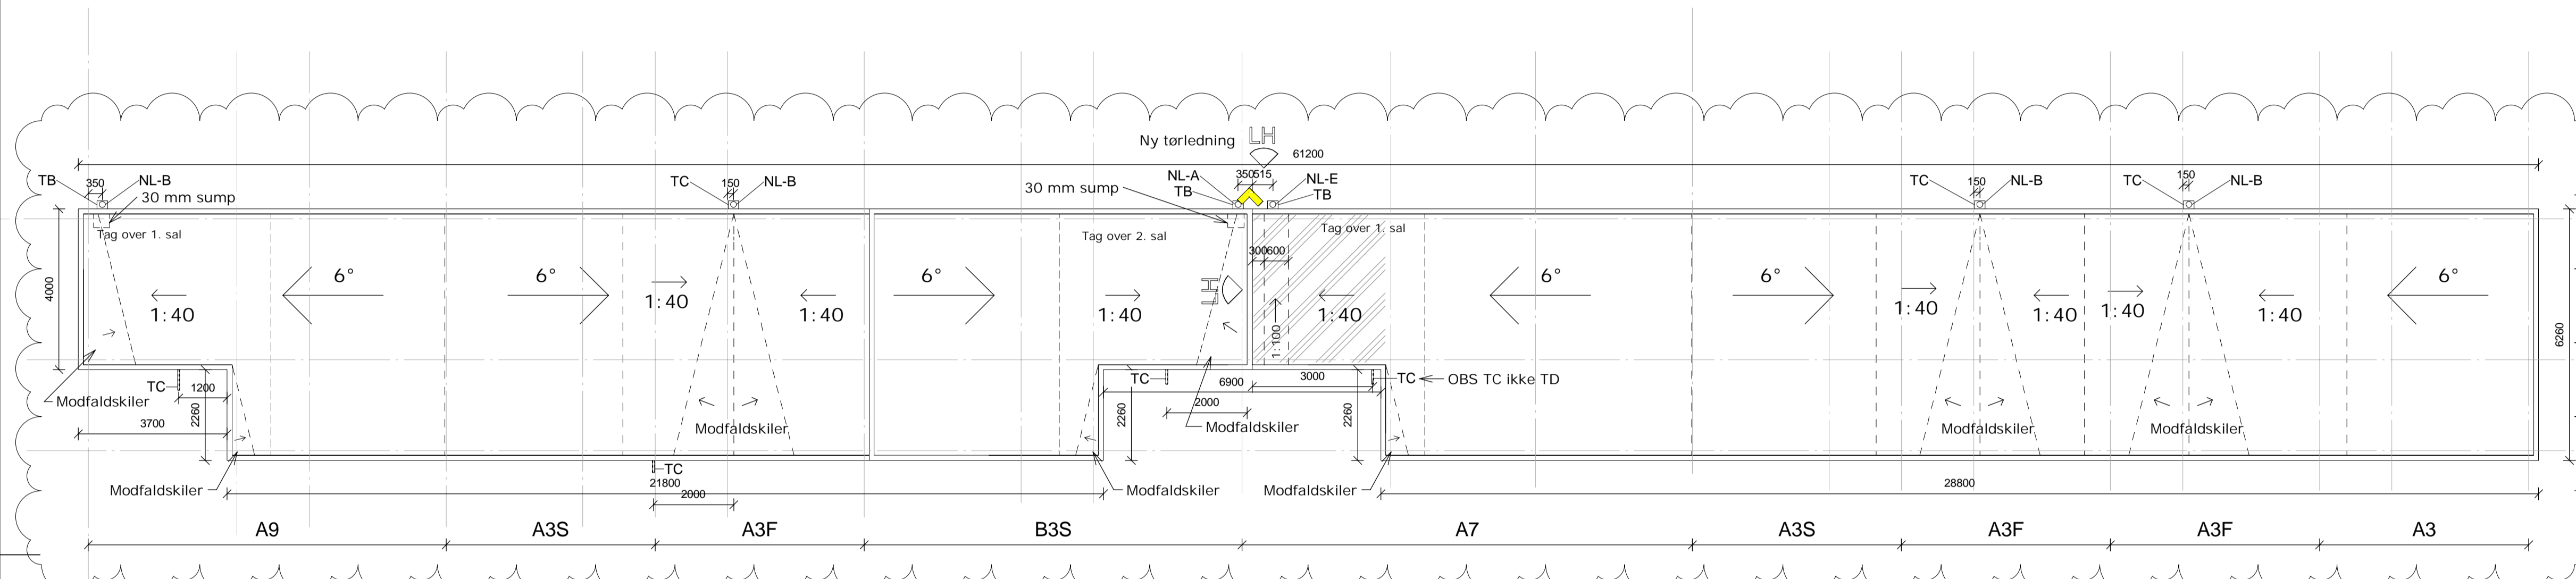 Ny tørledning LH
61200
TB 350 NL-B
30 mm sump
TC 150 NL-B
30 mm sump
NL-A 350 515 NL-E
TB TB
TC 150 NL-B
TC 150 NL-B
Tag over 1. sal
Tag over 2. sal
Tag over 1. sal
300 600
4000
6° 6° 6° 6° 6° 6°
LH
1:40 1:40 1:40 1:40 1:40 1:40 1:40 1:40 1:40
1:100
6260
TC 1200
Modfaldskiler
3700
2260
TC 6900 3000 TC OBS TC ikke TD
2000
2260
2260
Modfaldskiler
Modfaldskiler
Modfaldskiler
Modfaldskiler
TC
21800
2000
Modfaldskiler
Modfaldskiler
Modfaldskiler
28800
A9 A3S A3F B3S A7 A3S A3F A3F A3